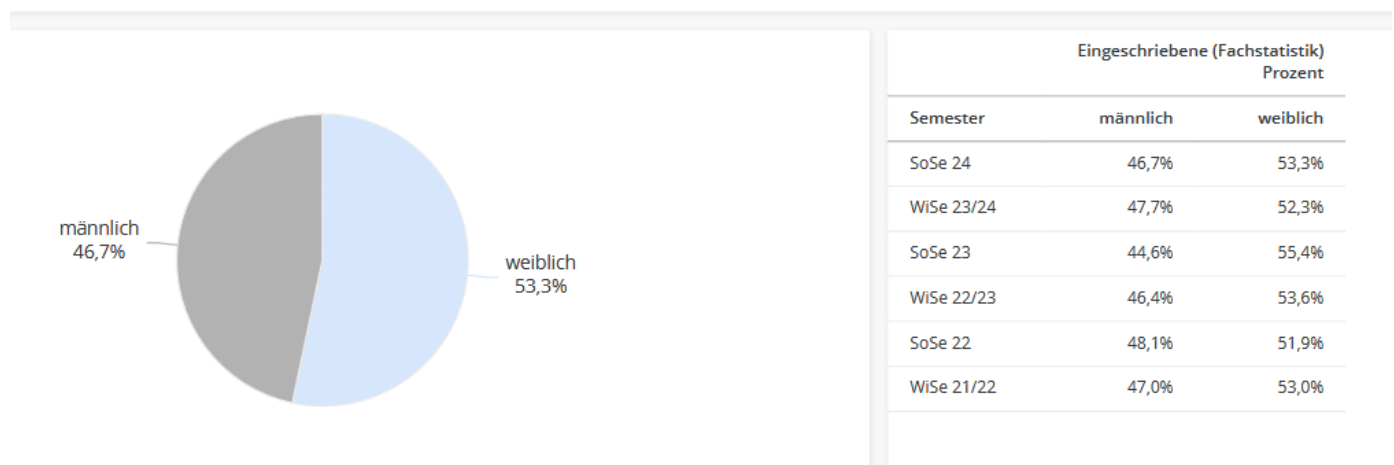 männlich
46,7%
weiblich
53,3%
Eingeschriebene (Fachstatistik)
Prozent
Semester männlich weiblich
SoSe 24 46,7% 53,3%
WiSe 23/24 47,7% 52,3%
SoSe 23 44,6% 55,4%
WiSe 22/23 46,4% 53,6%
SoSe 22 48,1% 51,9%
WiSe 21/22 47,0% 53,0%